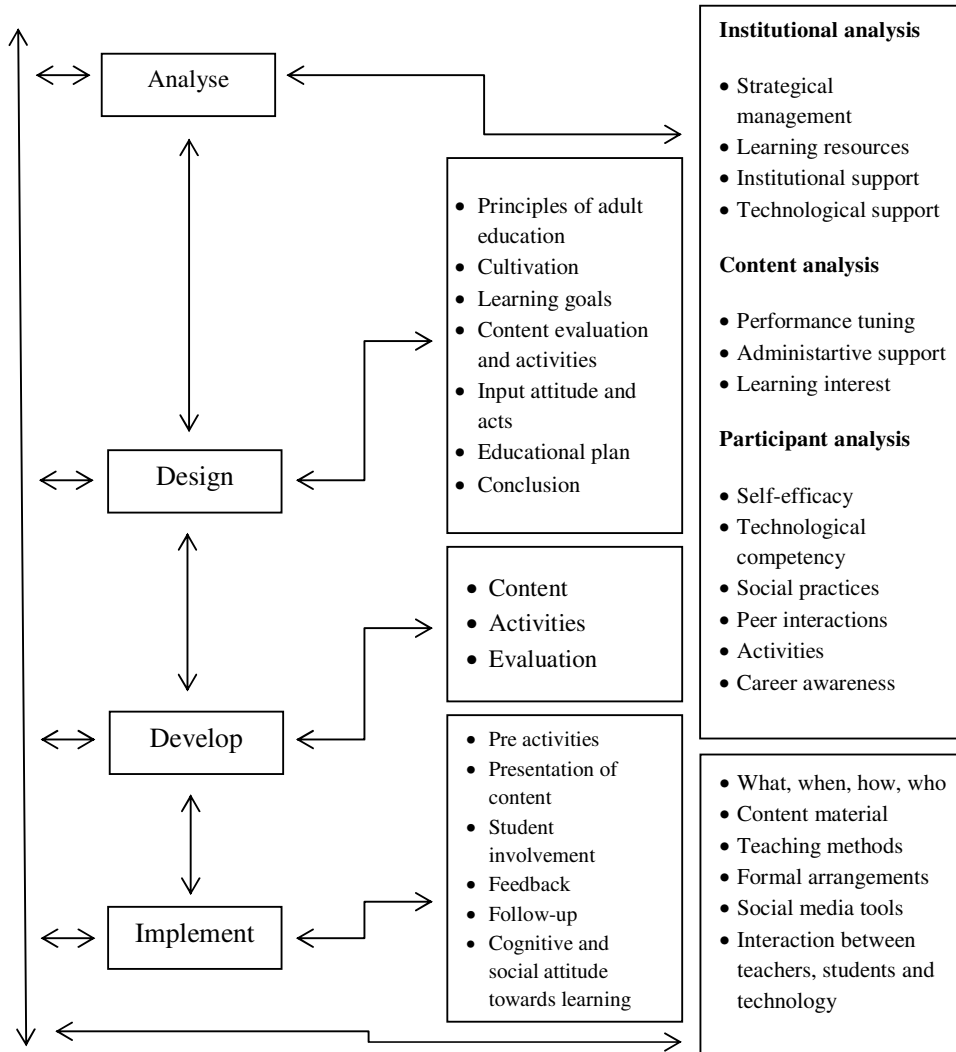 Analyse
Design
Develop
Implement
• Principles of adult
education
• Cultivation
• Learning goals
• Content evaluation
and activities
• Input attitude and
acts
• Educational plan
• Conclusion
• Content
• Activities
• Evaluation
• Pre activities
• Presentation of
content
• Student
involvement
• Feedback
• Follow-up
• Cognitive and
social attitude
towards learning
Institutional analysis
• Strategical
management
• Learning resources
• Institutional support
• Technological support
Content analysis
• Performance tuning
• Administartive support
• Learning interest
Participant analysis
• Self-efficacy
• Technological
competency
• Social practices
• Peer interactions
• Activities
• Career awareness
• What, when, how, who
• Content material
• Teaching methods
• Formal arrangements
• Social media tools
• Interaction between
teachers, students and
technology